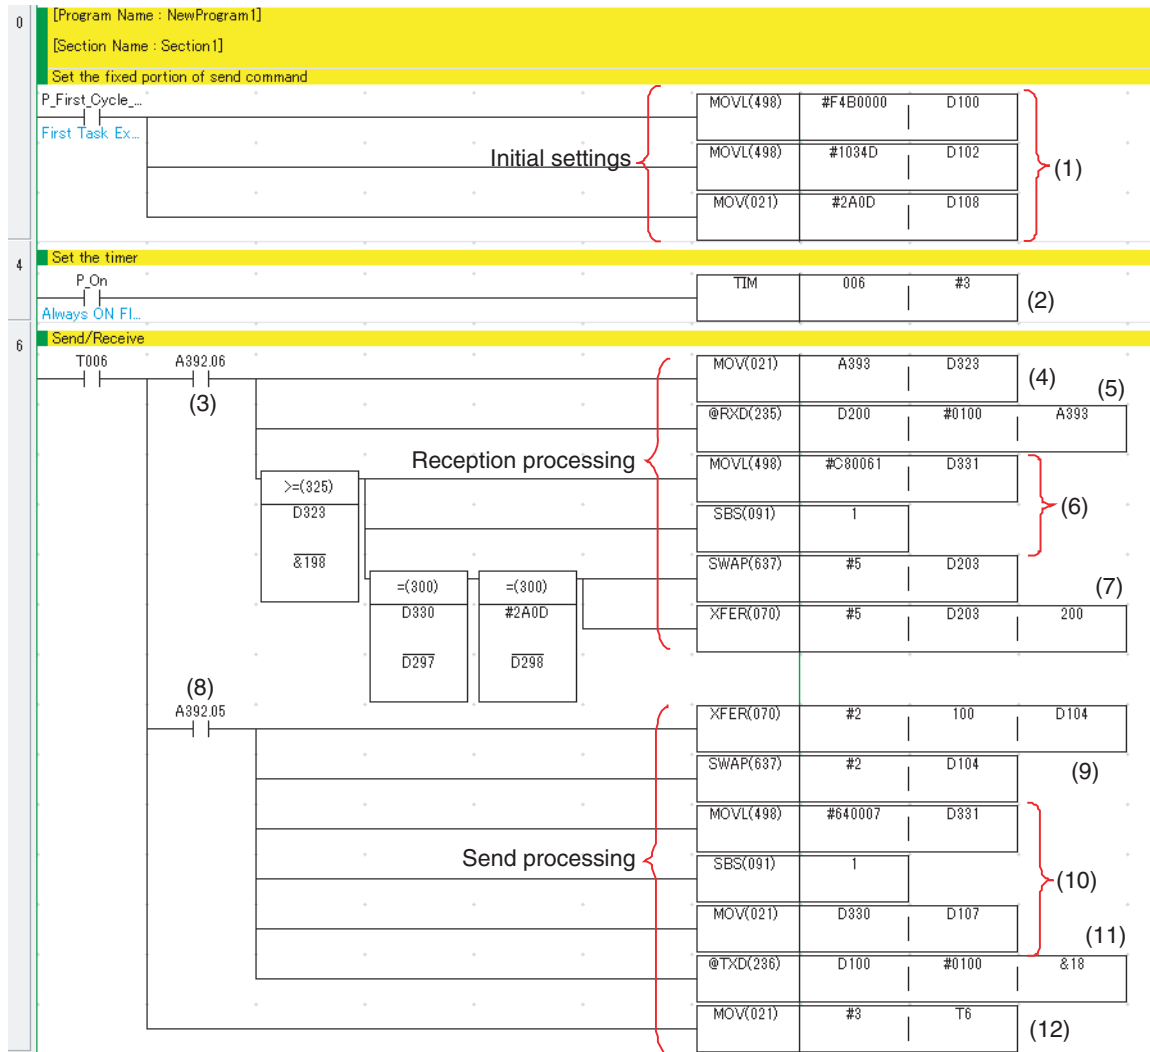 0
[Program Name : NewProgram1]
[Section Name : Section1]
Set the fixed portion of send command
P_First_Cycle_...
First Task Ex...
Initial settings
MOVL(498) #F4B0000 D100
MOVL(498) #1034D D102
MOV(021) #2A0D D108
(1)
4
Set the timer
P_On
Always ON Fl...
TIM 006 #3
(2)
6
Send/Receive
T006 A392.06
(3)
Reception processing
MOV(021) A393 D323
(4)
(5)
@RXD(235) D200 #0100 A393
MOVL(498) #C80061 D331
SBS(091) 1
(6)
>=(325)
D323
&198
SWAP(637) #5 D203
(7)
XFER(070) #5 D203 200
=(300) =(300)
D330 #2A0D
D297 D298
(8)
A392.05
Send processing
XFER(070) #2 100 D104
SWAP(637) #2 D104
(9)
MOVL(498) #640007 D331
SBS(091) 1
(10)
MOV(021) D330 D107
(11)
@TXD(236) D100 #0100 &18
MOV(021) #3 T6
(12)